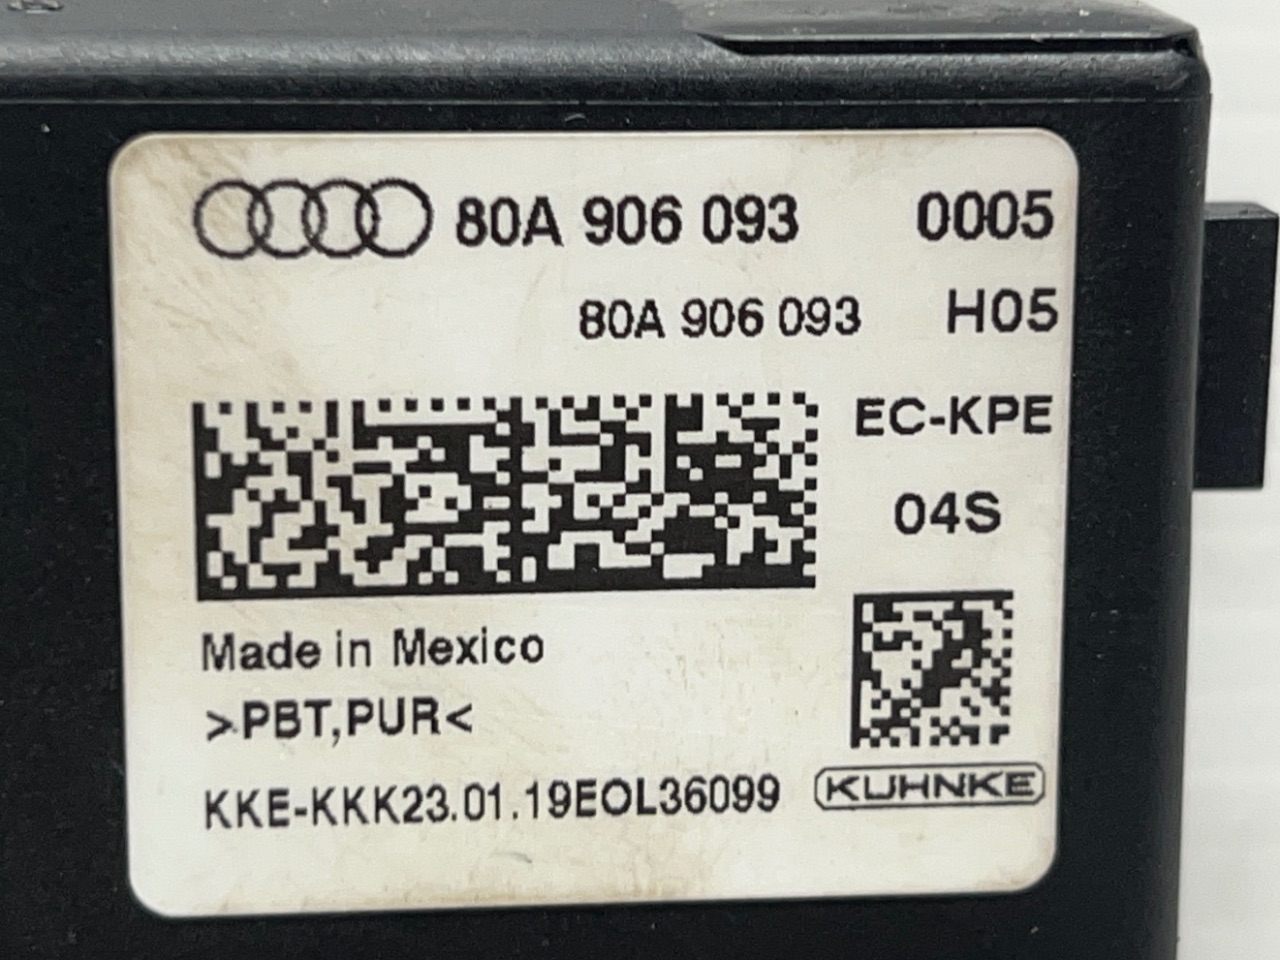 80A 906 093 0005
80A 906 093 H05
EC-KPE
04S
Made in Mexico
>PBT,PUR<
KKE-KKK23.01.19EOL36099
KUHNKE